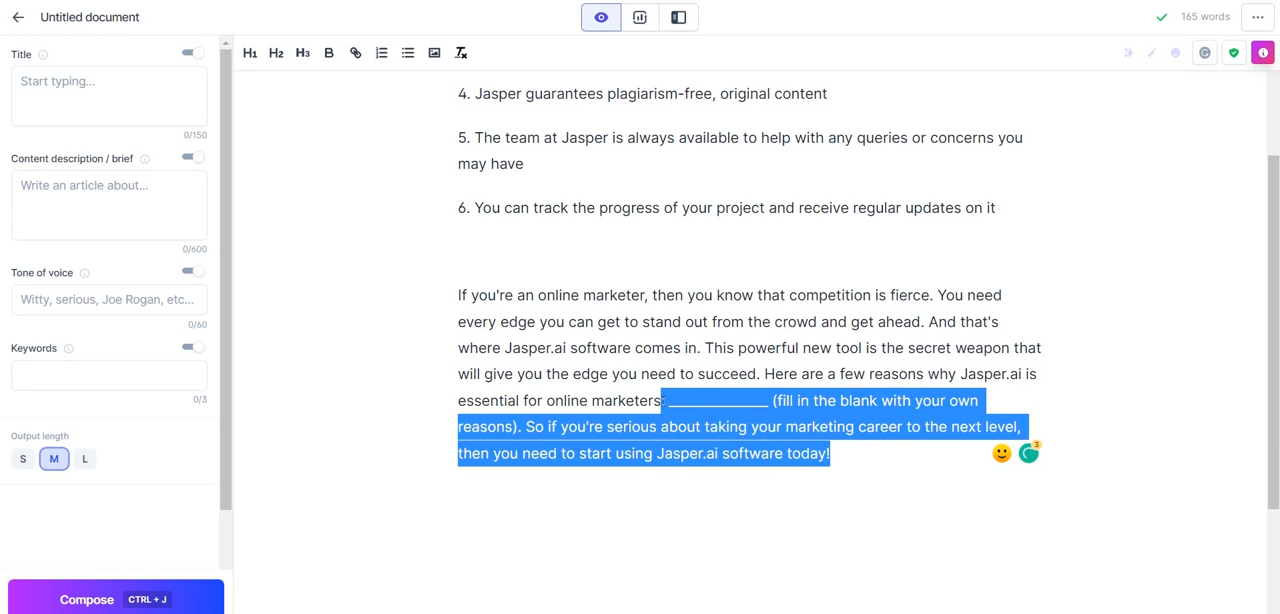 Untitled document
165 words
Title
Start typing...
0/150
Content description / brief
Write an article about...
0/600
Tone of voice
Witty, serious, Joe Rogan, etc...
0/60
Keywords
0/3
Output length
S M L
Compose CTRL + J
H1 H2 H3 B
4. Jasper guarantees plagiarism-free, original content
5. The team at Jasper is always available to help with any queries or concerns you
may have
6. You can track the progress of your project and receive regular updates on it
If you're an online marketer, then you know that competition is fierce. You need
every edge you can get to stand out from the crowd and get ahead. And that's
where Jasper.ai software comes in. This powerful new tool is the secret weapon that
will give you the edge you need to succeed. Here are a few reasons why Jasper.ai is
essential for online marketers: ______________ (fill in the blank with your own
reasons). So if you're serious about taking your marketing career to the next level,
then you need to start using Jasper.ai software today!
3